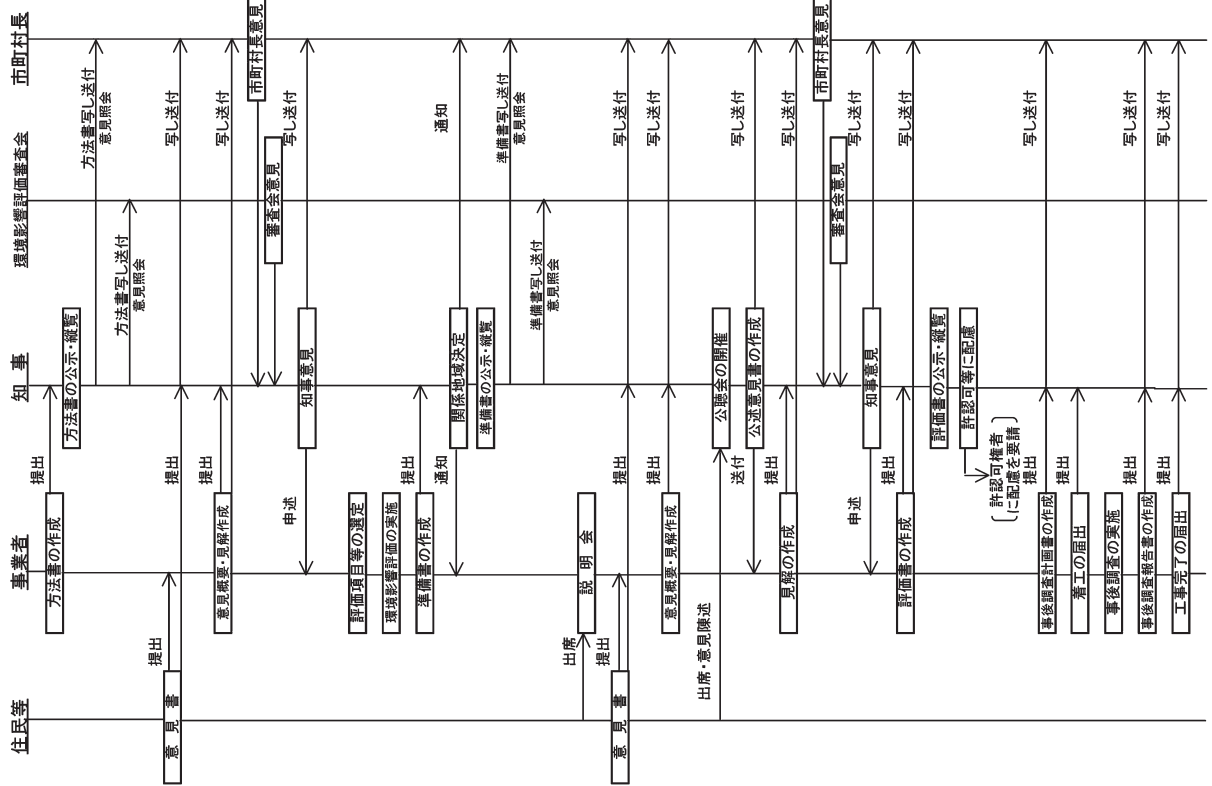 住民等
事業者
知　事
環境影響評価審査会
市町村長
方法書の作成
提出
方法書の公示・縦覧
方法書写し送付
意見照会
方法書写し送付
意見照会
意　見　書
提出
提出
写し送付
意見概要・見解作成
提出
写し送付
市町村長意見
審査会意見
知事意見
申述
写し送付
評価項目等の選定
環境影響評価の実施
準備書の作成
提出
関係地域決定
通知
通知
準備書の公示・縦覧
準備書写し送付
意見照会
準備書写し送付
意見照会
説　明　会
出席
意　見　書
提出
提出
写し送付
意見概要・見解作成
提出
写し送付
公聴会の開催
出席・意見陳述
公述意見書の作成
送付
写し送付
見解の作成
提出
写し送付
市町村長意見
審査会意見
知事意見
申述
写し送付
評価書の作成
提出
写し送付
評価書の公示・縦覧
許認可等に配慮
許認可権者
に配慮を要請
事後調査計画書の作成
提出
写し送付
着工の届出
提出
事後調査の実施
事後調査報告書の作成
提出
写し送付
工事完了の届出
提出
写し送付